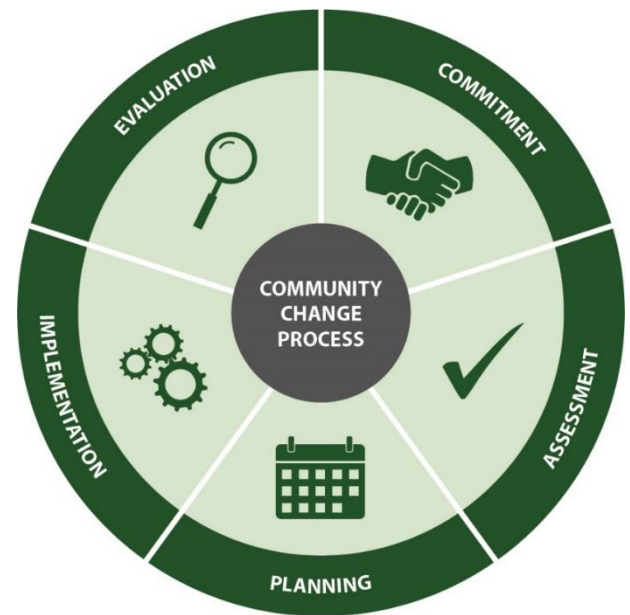 COMMUNITY
CHANGE
PROCESS
COMMITMENT
ASSESSMENT
PLANNING
IMPLEMENTATION
EVALUATION